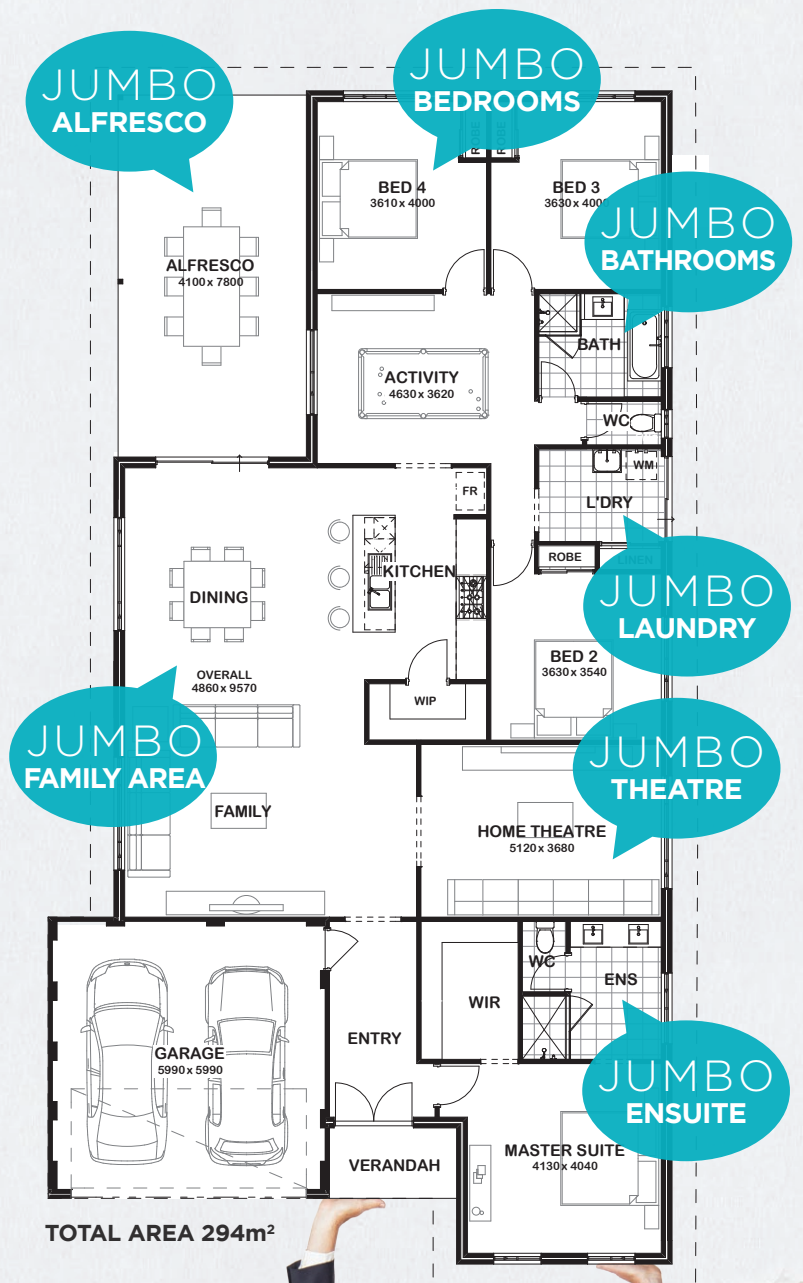 JUMBO
ALFRESCO
JUMBO
BEDROOMS
ROBE
ROBE
BED 4
3610 x 4000
BED 3
3630 x 4000
JUMBO
BATHROOMS
ALFRESCO
4100 x 7800
BATH
ACTIVITY
4630 x 3620
WC
WM
FR
L'DRY
ROBE
LINEN
KITCHEN
DINING
JUMBO
LAUNDRY
BED 2
3630 x 3540
OVERALL
4860 x 9570
WIP
JUMBO
FAMILY AREA
JUMBO
THEATRE
FAMILY
HOME THEATRE
5120 x 3680
WC
ENS
WIR
ENTRY
GARAGE
5990 x 5990
JUMBO
ENSUITE
MASTER SUITE
4130 x 4040
VERANDAH
TOTAL AREA 294m²